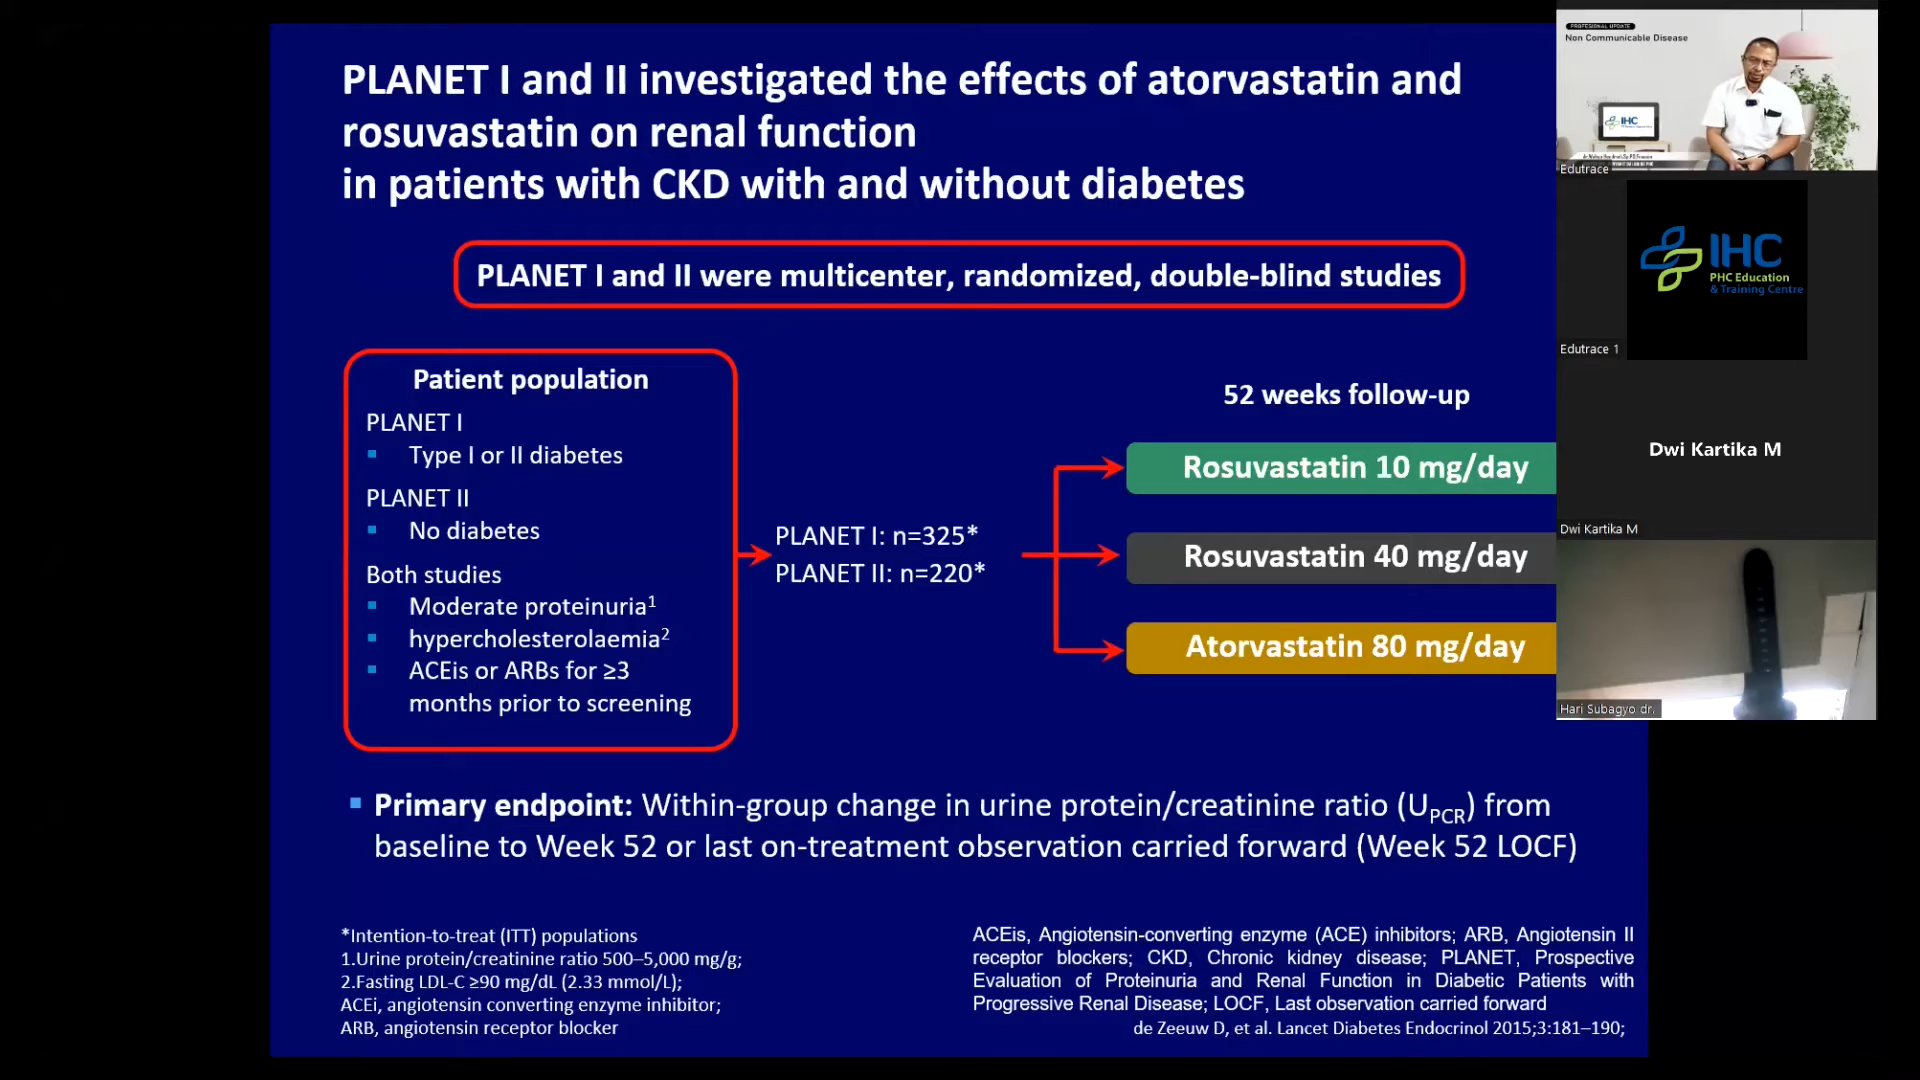 PLANET I and II investigated the effects of atorvastatin and
rosuvastatin on renal function
in patients with CKD with and without diabetes
PLANET I and II were multicenter, randomized, double-blind studies
Patient population
PLANET I
▪ Type I or II diabetes
PLANET II
▪ No diabetes
Both studies
▪ Moderate proteinuria¹
▪ hypercholesterolaemia²
▪ ACEis or ARBs for ≥3
months prior to screening
PLANET I: n=325*
PLANET II: n=220*
52 weeks follow-up
Rosuvastatin 10 mg/day
Rosuvastatin 40 mg/day
Atorvastatin 80 mg/day
▪ Primary endpoint: Within-group change in urine protein/creatinine ratio (UPCR) from
baseline to Week 52 or last on-treatment observation carried forward (Week 52 LOCF)
*Intention-to-treat (ITT) populations
1.Urine protein/creatinine ratio 500–5,000 mg/g;
2.Fasting LDL-C ≥90 mg/dL (2.33 mmol/L);
ACEi, angiotensin converting enzyme inhibitor;
ARB, angiotensin receptor blocker
ACEis, Angiotensin-converting enzyme (ACE) inhibitors; ARB, Angiotensin II
receptor blockers; CKD, Chronic kidney disease; PLANET, Prospective
Evaluation of Proteinuria and Renal Function in Diabetic Patients with
Progressive Renal Disease; LOCF, Last observation carried forward
de Zeeuw D, et al. Lancet Diabetes Endocrinol 2015;3:181–190;
PROFESIONAL UPDATE
Non Communicable Disease
IHC
Edutrace
IHC
PHC Education
& Training Centre
Edutrace 1
Dwi Kartika M
Dwi Kartika M
Hari Subagyo dr.